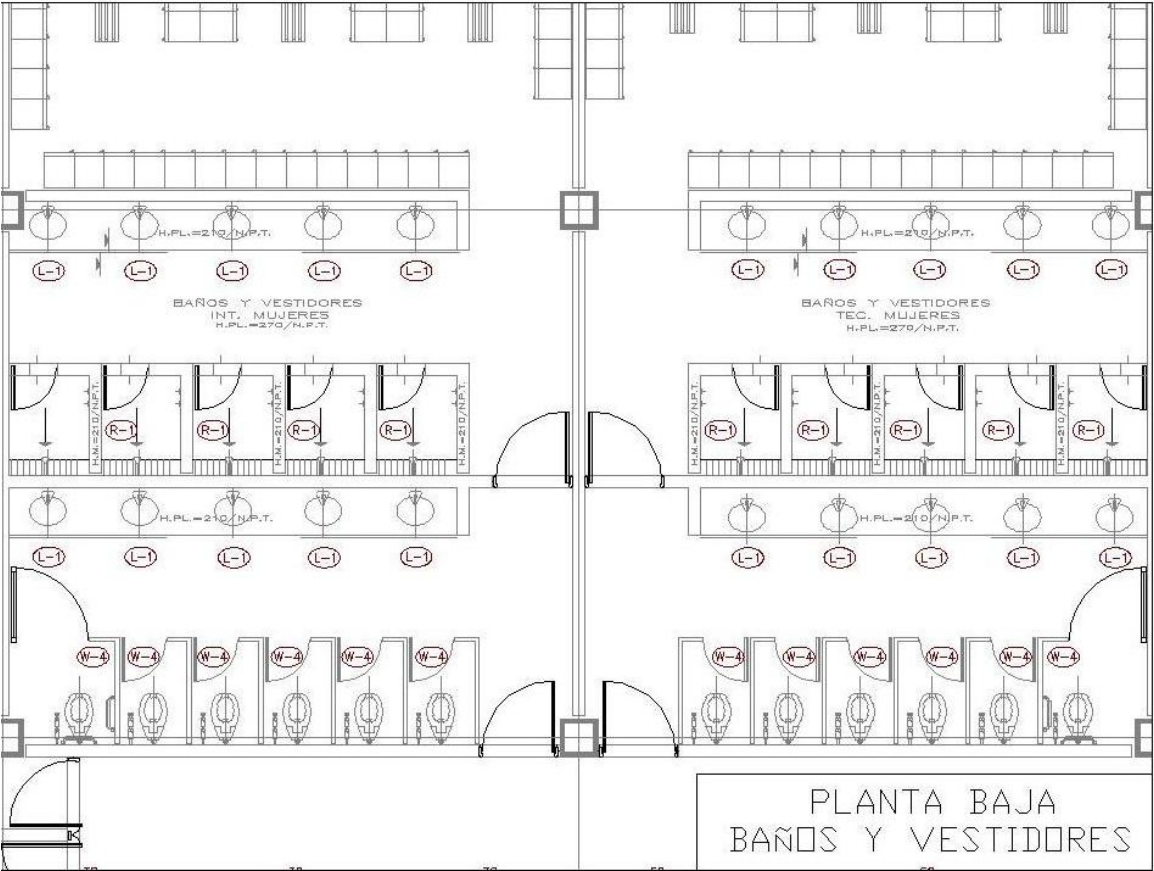 H.PL.=210/N.P.T.
H.PL.=210/N.P.T.
L-1 L-1 L-1 L-1 L-1
L-1 L-1 L-1 L-1 L-1
BAÑOS Y VESTIDORES
INT. MUJERES
H.PL.=270/N.P.T.
BAÑOS Y VESTIDORES
TEC. MUJERES
H.PL.=270/N.P.T.
H.M.=210/N.P.T.
H.M.=210/N.P.T.
H.M.=210/N.P.T.
H.M.=210/N.P.T.
H.M.=210/N.P.T.
H.M.=210/N.P.T.
R-1 R-1 R-1 R-1
R-1 R-1 R-1 R-1 R-1
H.PL.=210/N.P.T.
H.PL.=210/N.P.T.
L-1 L-1 L-1 L-1 L-1
L-1 L-1 L-1 L-1 L-1
W-4 W-4 W-4 W-4 W-4 W-4
W-4 W-4 W-4 W-4 W-4 W-4
PLANTA BAJA
BAÑOS Y VESTIDORES